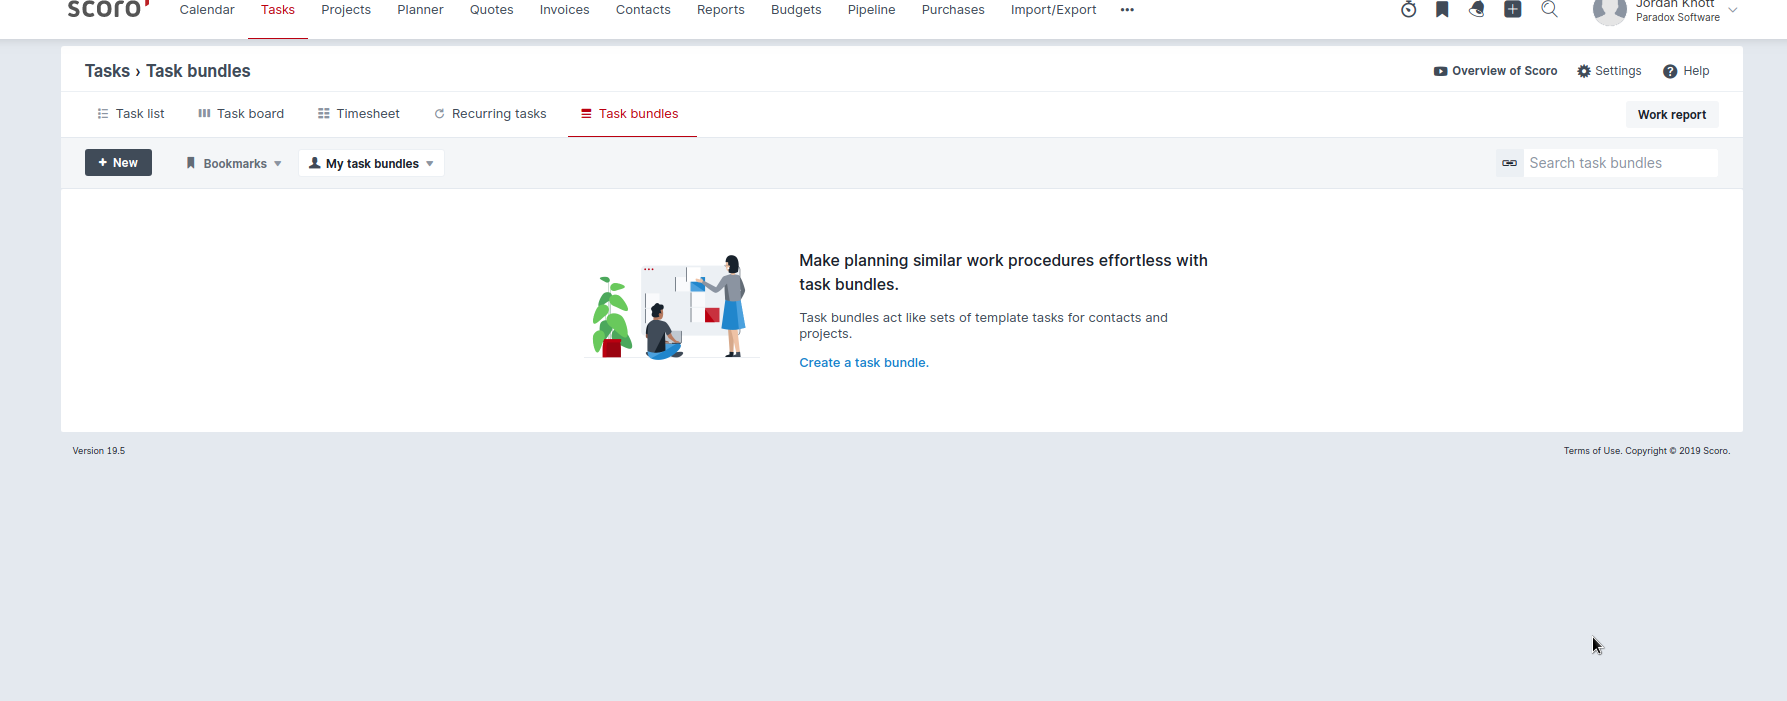 scoro
Calendar Tasks Projects Planner Quotes Invoices Contacts Reports Budgets Pipeline Purchases Import/Export •••
Jordan Knott
Paradox Software
Tasks › Task bundles
Overview of Scoro Settings Help
Task list Task board Timesheet Recurring tasks Task bundles
Work report
+ New Bookmarks My task bundles
Search task bundles
Make planning similar work procedures effortless with
task bundles.
Task bundles act like sets of template tasks for contacts and
projects.
Create a task bundle.
Version 19.5
Terms of Use. Copyright © 2019 Scoro.